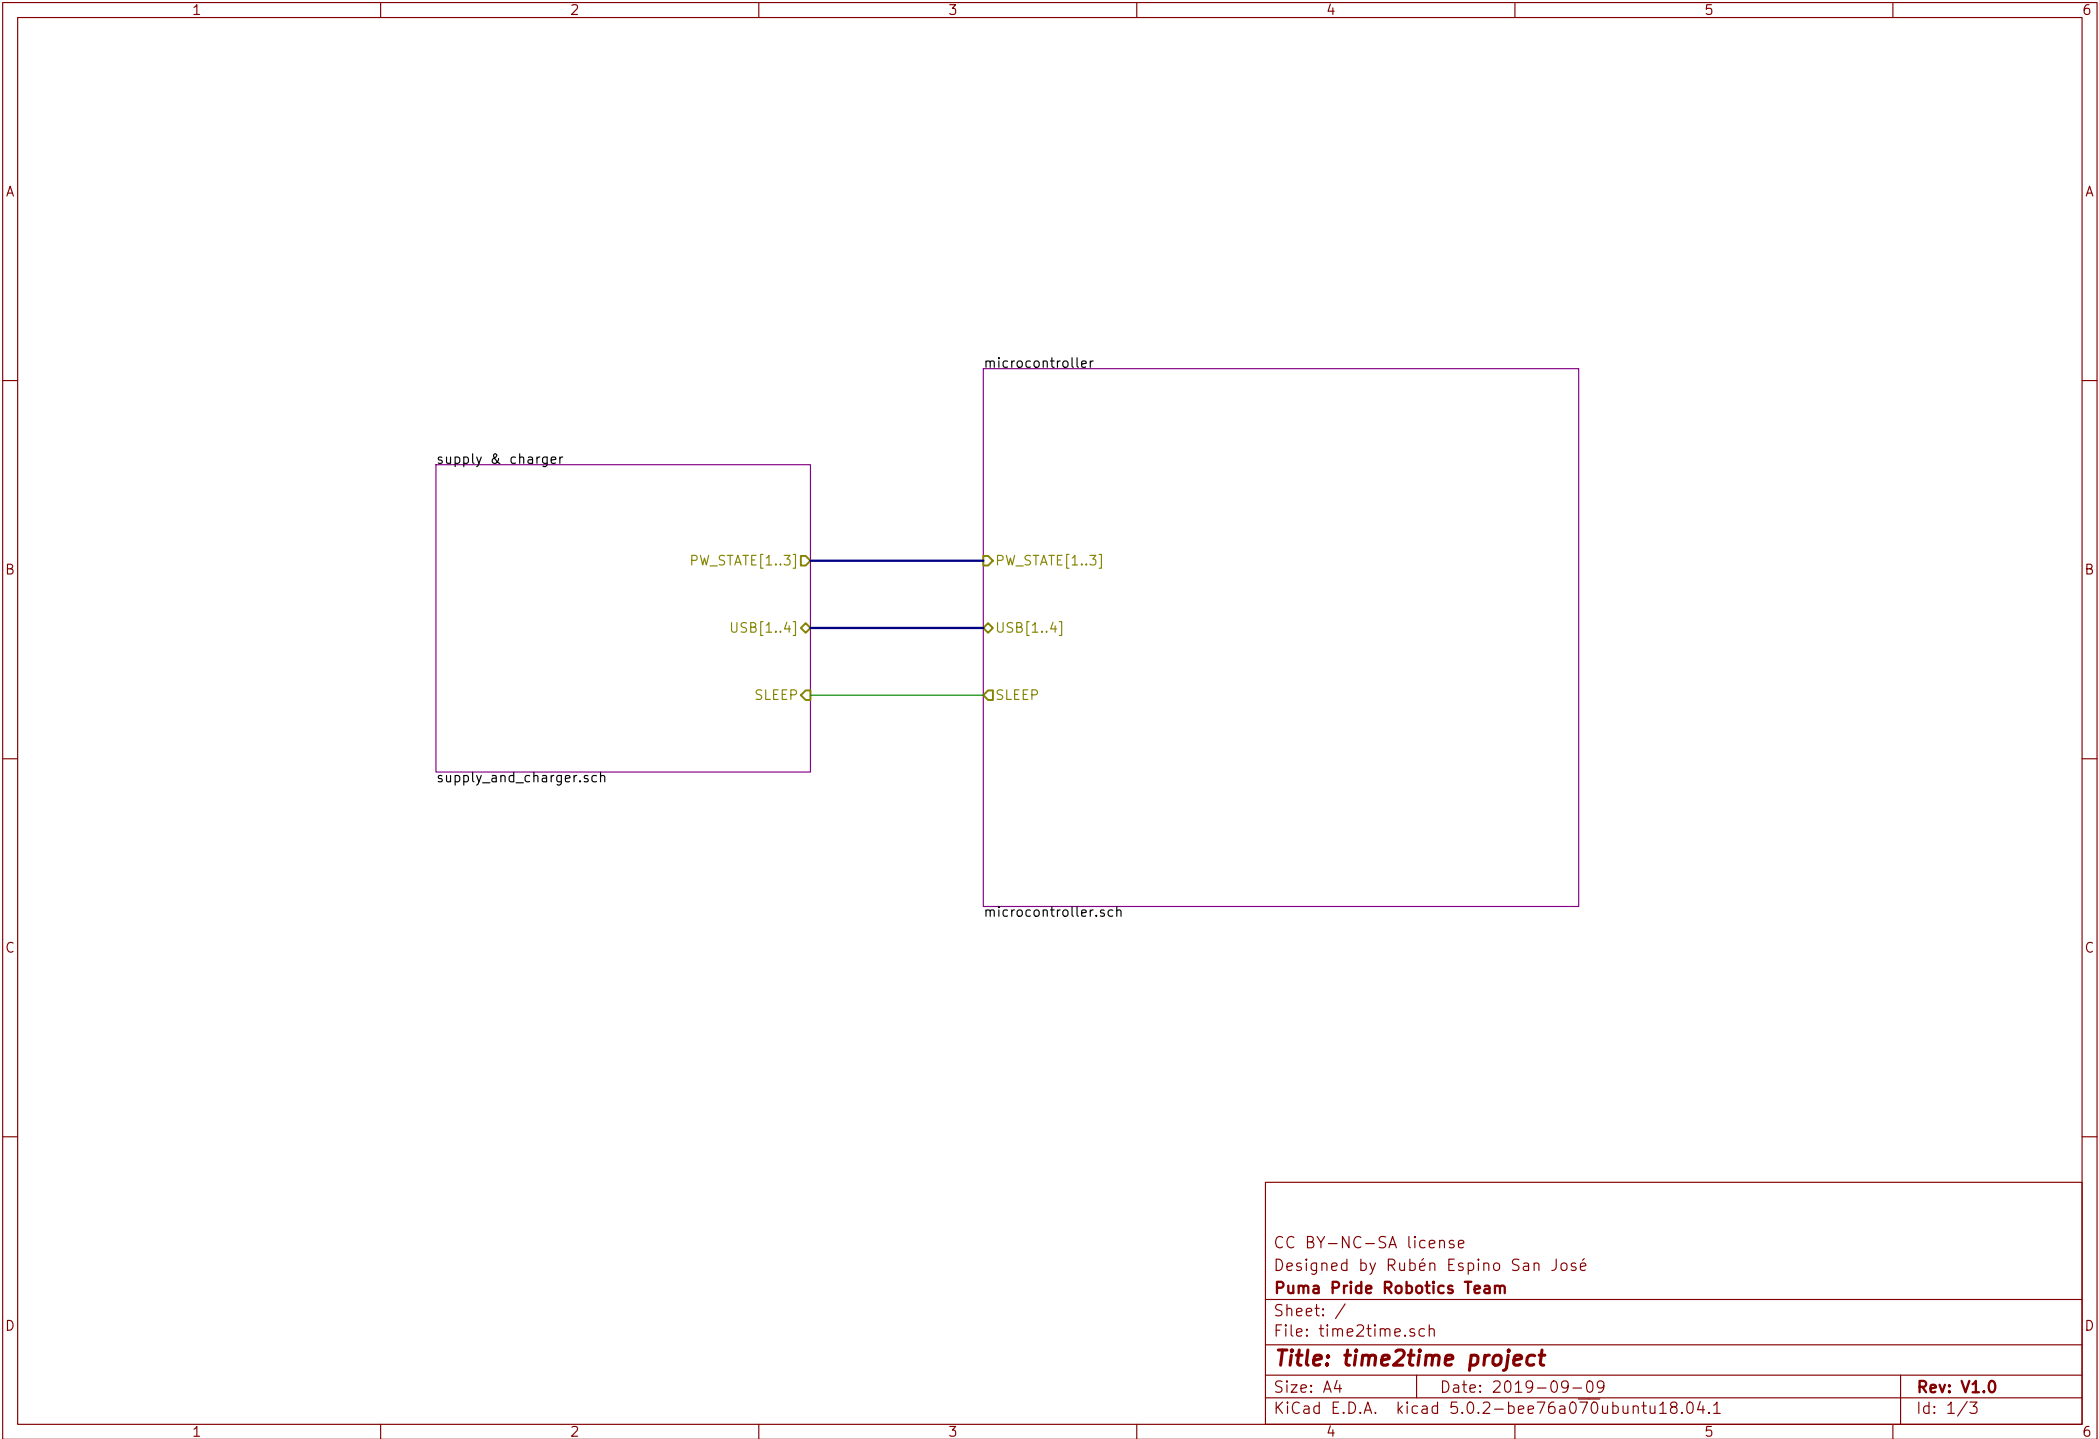 1 2 3 4 5 6
A A
microcontroller
supply & charger
PW_STATE[1..3] PW_STATE[1..3]
B B
USB[1..4] USB[1..4]
SLEEP SLEEP
supply_and_charger.sch
microcontroller.sch
C C
CC BY-NC-SA license
Designed by Rubén Espino San José
Puma Pride Robotics Team
Sheet: /
File: time2time.sch
D D
Title: time2time project
Size: A4 Date: 2019-09-09 Rev: V1.0
KiCad E.D.A. kicad 5.0.2-bee76a070ubuntu18.04.1 Id: 1/3
1 2 3 4 5 6